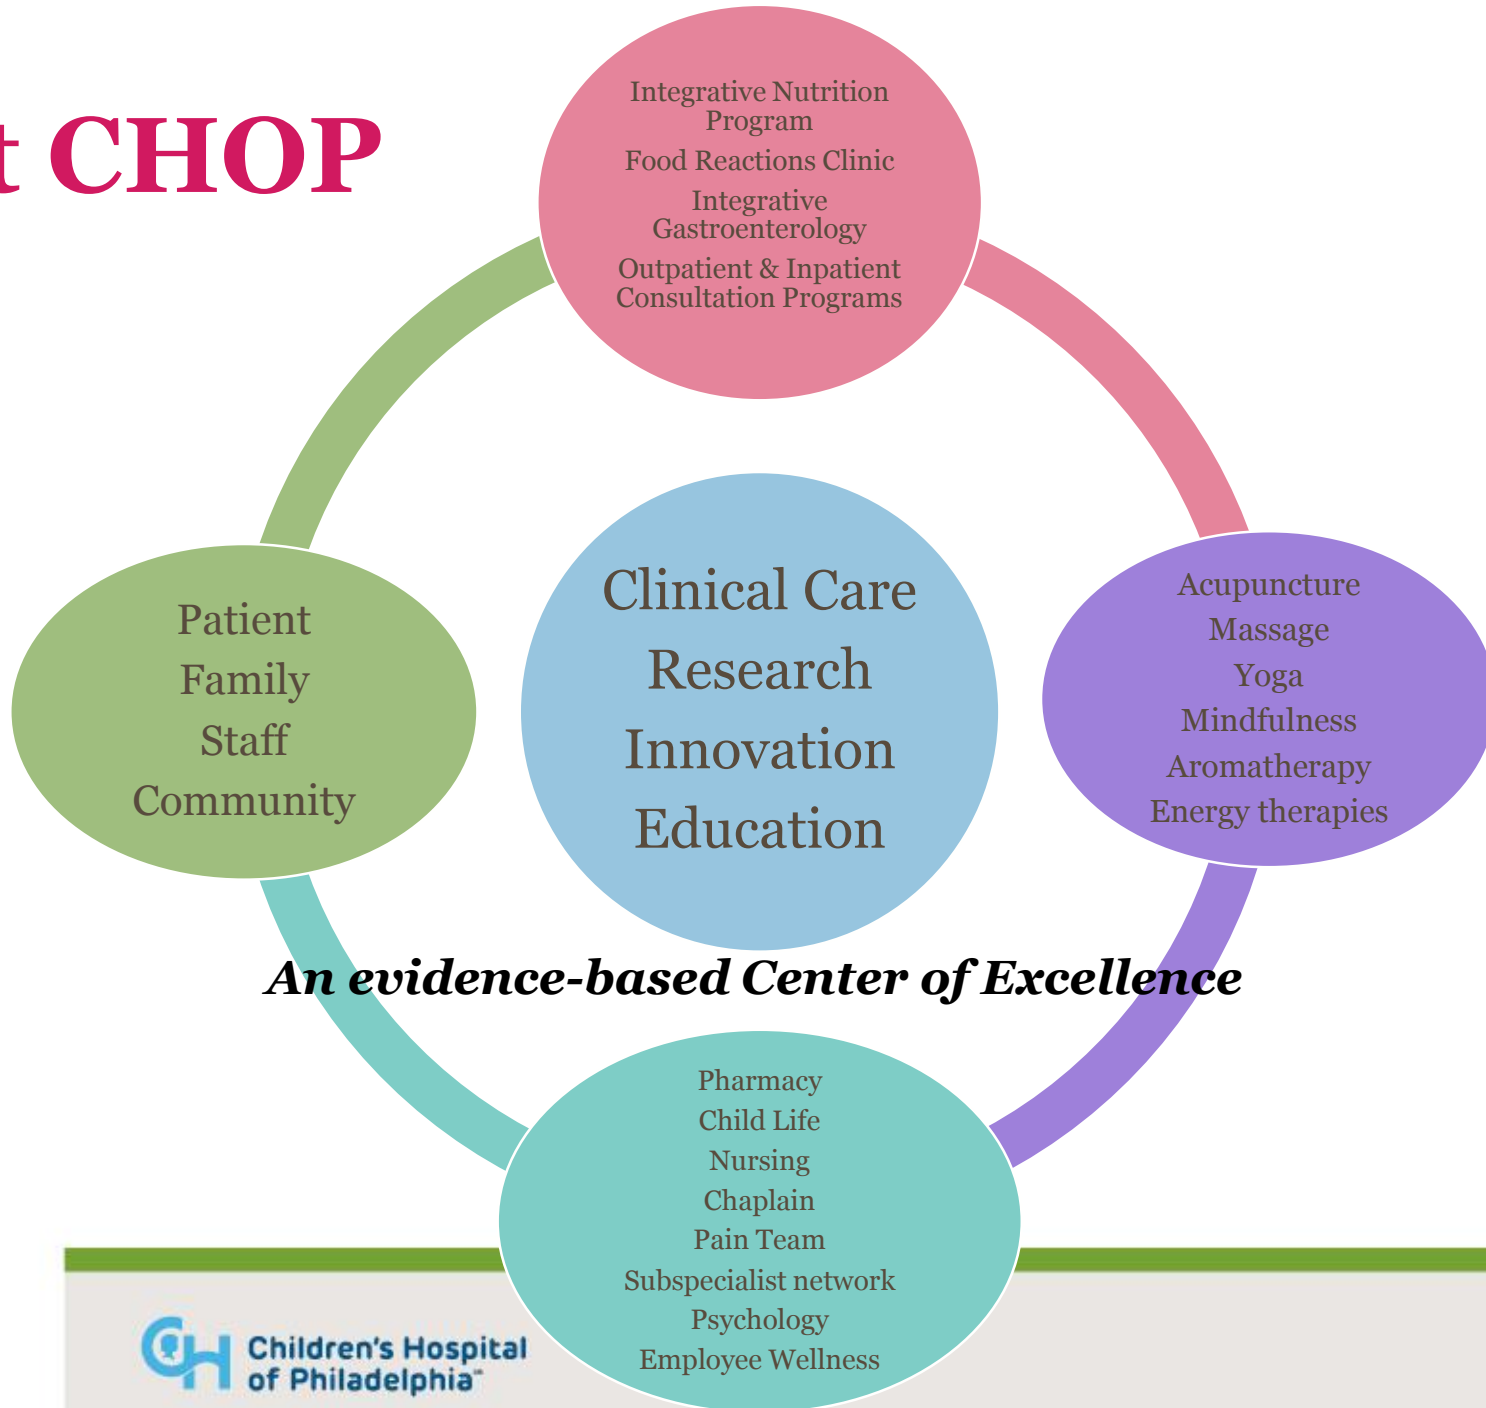 t CHOP
Integrative Nutrition
Program
Food Reactions Clinic
Integrative
Gastroenterology
Outpatient & Inpatient
Consultation Programs
Patient
Family
Staff
Community
Clinical Care
Research
Innovation
Education
Acupuncture
Massage
Yoga
Mindfulness
Aromatherapy
Energy therapies
An evidence-based Center of Excellence
Pharmacy
Child Life
Nursing
Chaplain
Pain Team
Subspecialist network
Psychology
Employee Wellness
CH Children's Hospital
of Philadelphia℠